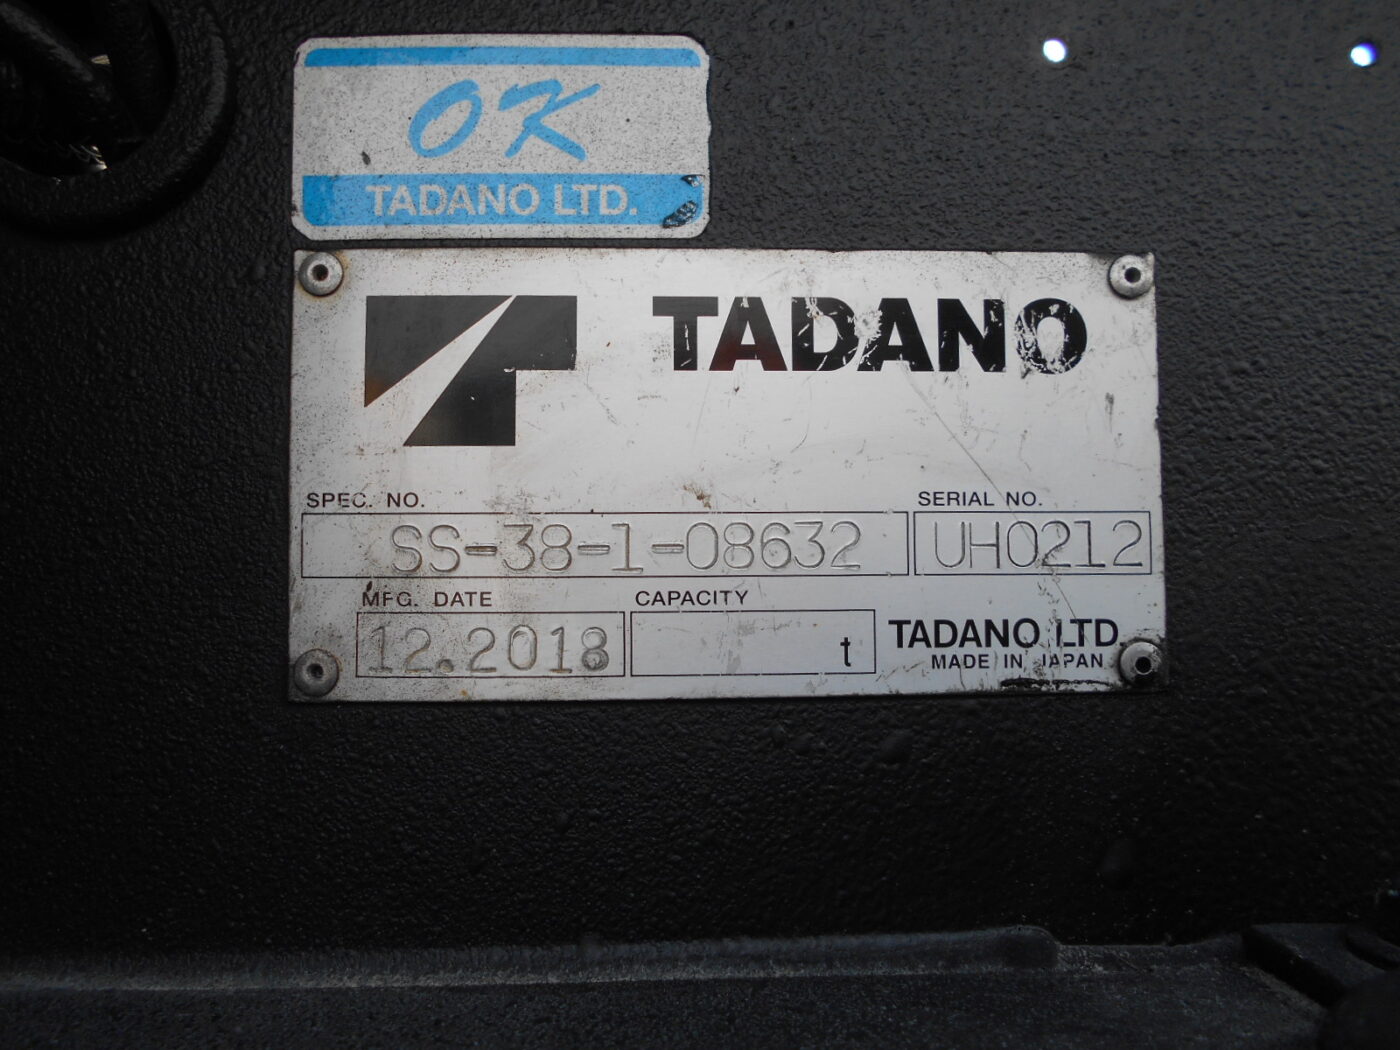 OK
TADANO LTD.
TADANO
SPEC. NO. SERIAL NO.
SS-38-1-08632 UH0212
MFG. DATE CAPACITY
12.2018 t
TADANO LTD.
MADE IN JAPAN